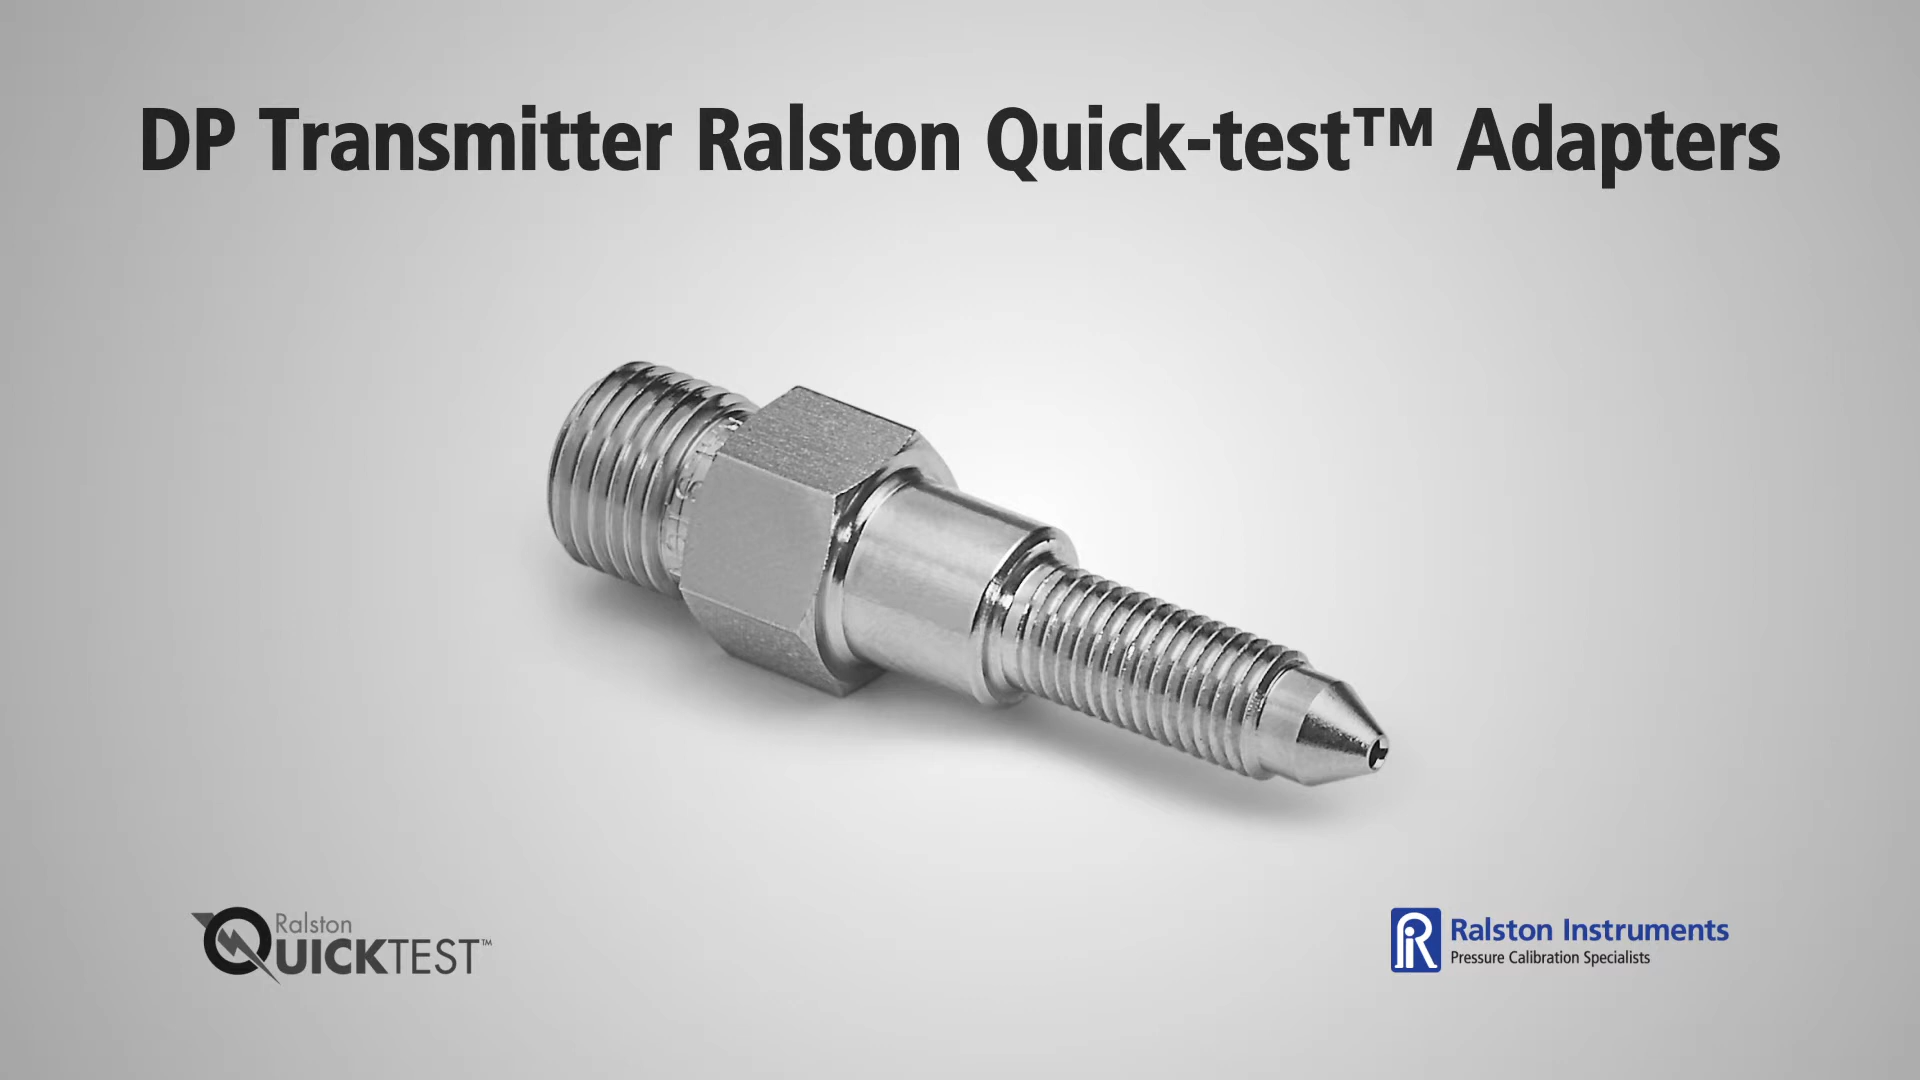 DP Transmitter Ralston Quick-test™ Adapters
Ralston
QUICKTEST™
Ralston Instruments
Pressure Calibration Specialists